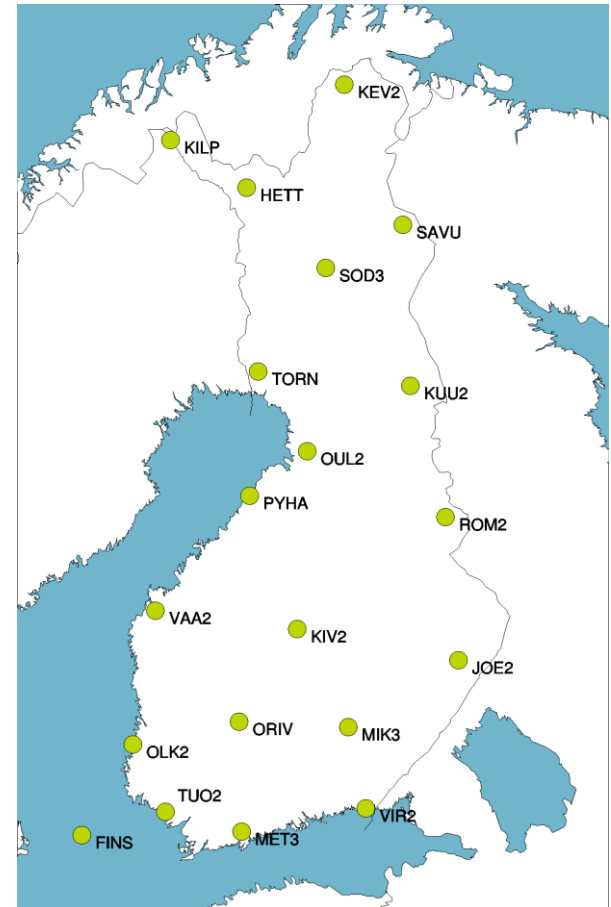 KEV2
KILP
HETT
SAVU
SOD3
TORN
KUU2
OUL2
PYHA
ROM2
VAA2
KIV2
JOE2
ORIV
MIK3
OLK2
TUO2
VIR2
MET3
FINS